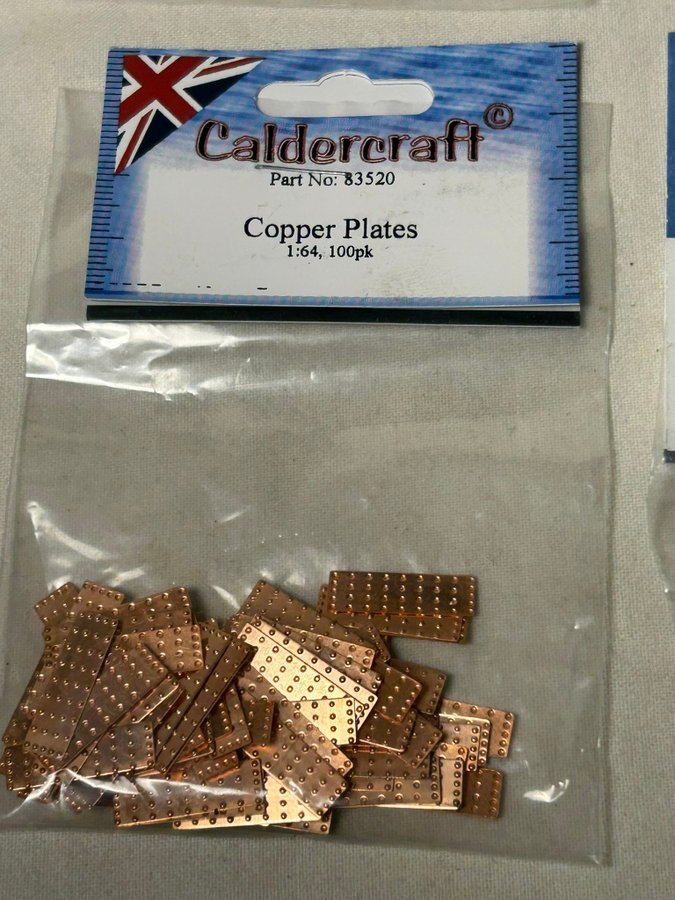 Caldercraft©
Part No: 83520
Copper Plates
1:64, 100pk